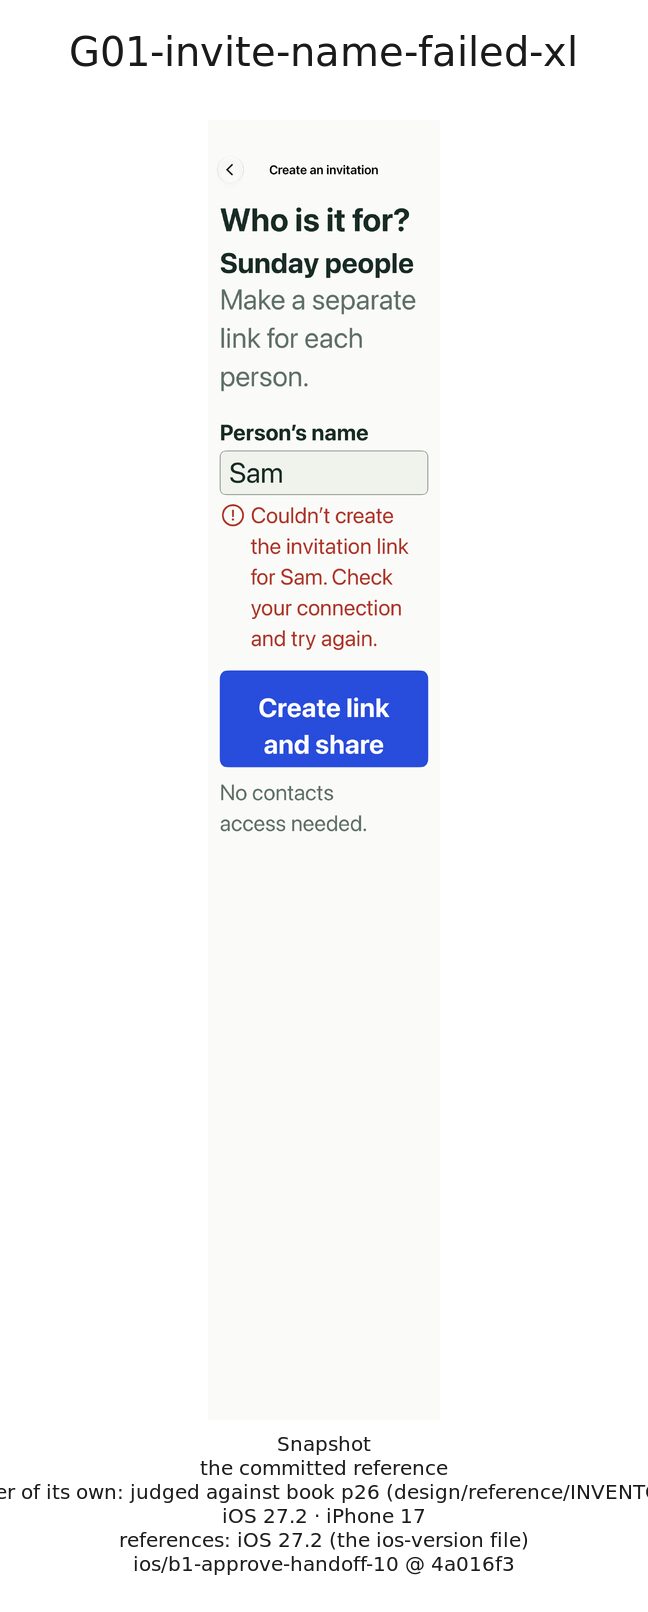 G01-invite-name-failed-xl
Create an invitation
Who is it for?
Sunday people
Make a separate
link for each
person.
Person’s name
Sam
Couldn’t create
the invitation link
for Sam. Check
your connection
and try again.
Create link
and share
No contacts
access needed.
Snapshot
the committed reference
of its own: judged against book p26 (design/reference/
iOS 27.2 · iPhone 17
references: iOS 27.2 (the ios-version file)
ios/b1-approve-handoff-10 @ 4a016f3